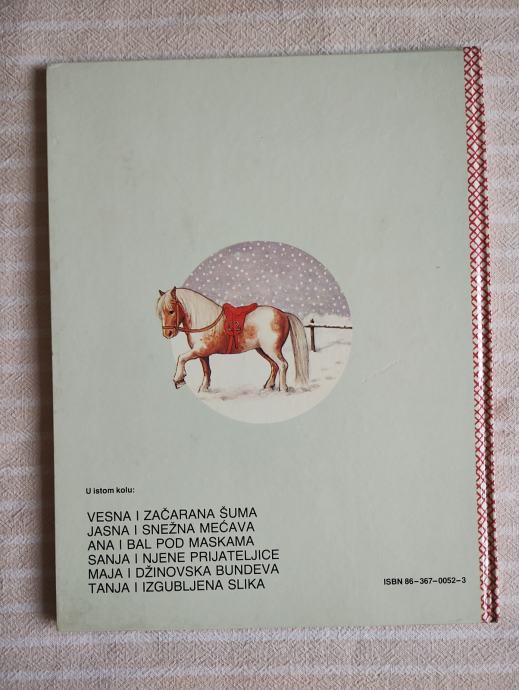 U istom kolu:
VESNA I ZAČARANA ŠUMA
JASNA I SNEŽNA MEĆAVA
ANA I BAL POD MASKAMA
SANJA I NJENE PRIJATELJICE
MAJA I DŽINOVSKA BUNDEVA
TANJA I IZGUBLJENA SLIKA
ISBN 86–367–0052–3